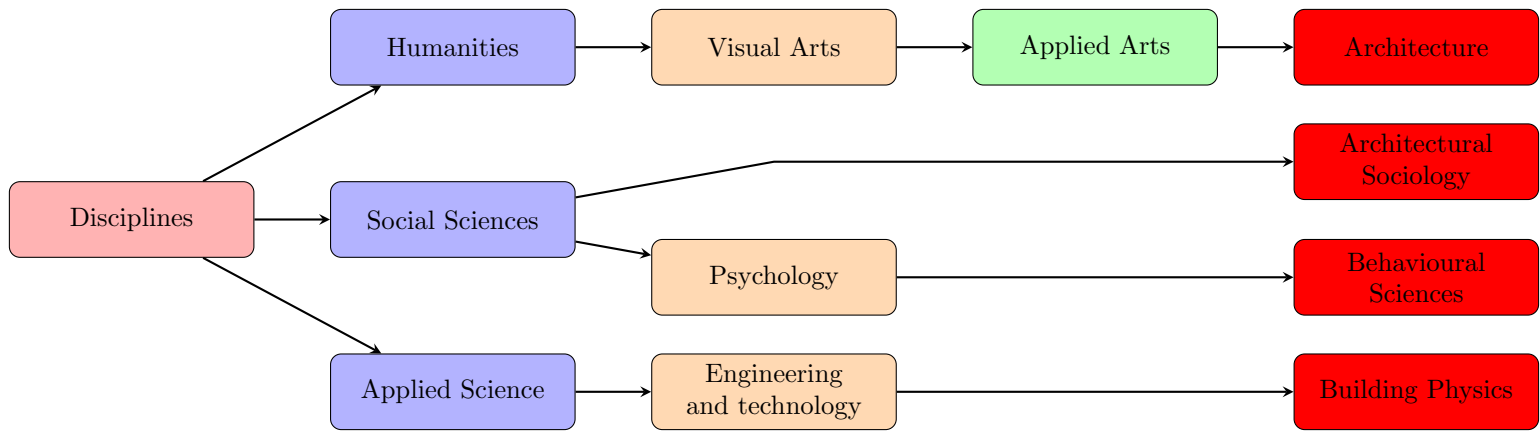 Humanities
Visual Arts
Applied Arts
Architecture
Architectural
Sociology
Disciplines
Social Sciences
Psychology
Behavioural
Sciences
Applied Science
Engineering
and technology
Building Physics